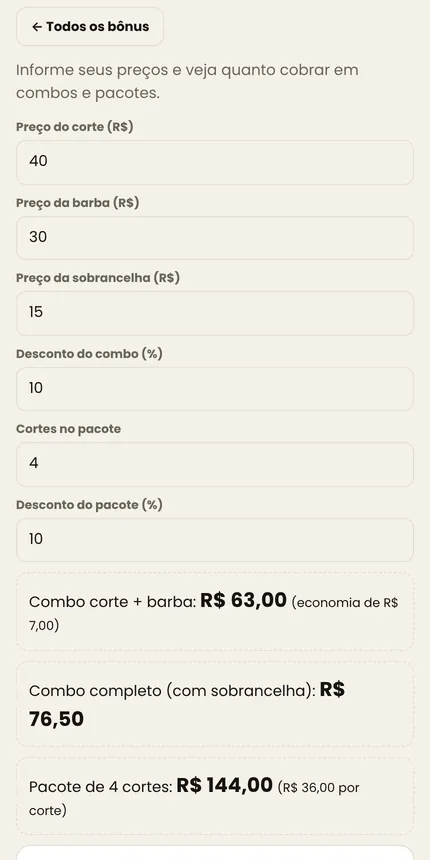 ← Todos os bônus
Informe seus preços e veja quanto cobrar em
combos e pacotes.
Preço do corte (R$)
40
Preço da barba (R$)
30
Preço da sobrancelha (R$)
15
Desconto do combo (%)
10
Cortes no pacote
4
Desconto do pacote (%)
10
Combo corte + barba: R$ 63,00 (economia de R$
7,00)
Combo completo (com sobrancelha): R$
76,50
Pacote de 4 cortes: R$ 144,00 (R$ 36,00 por
corte)